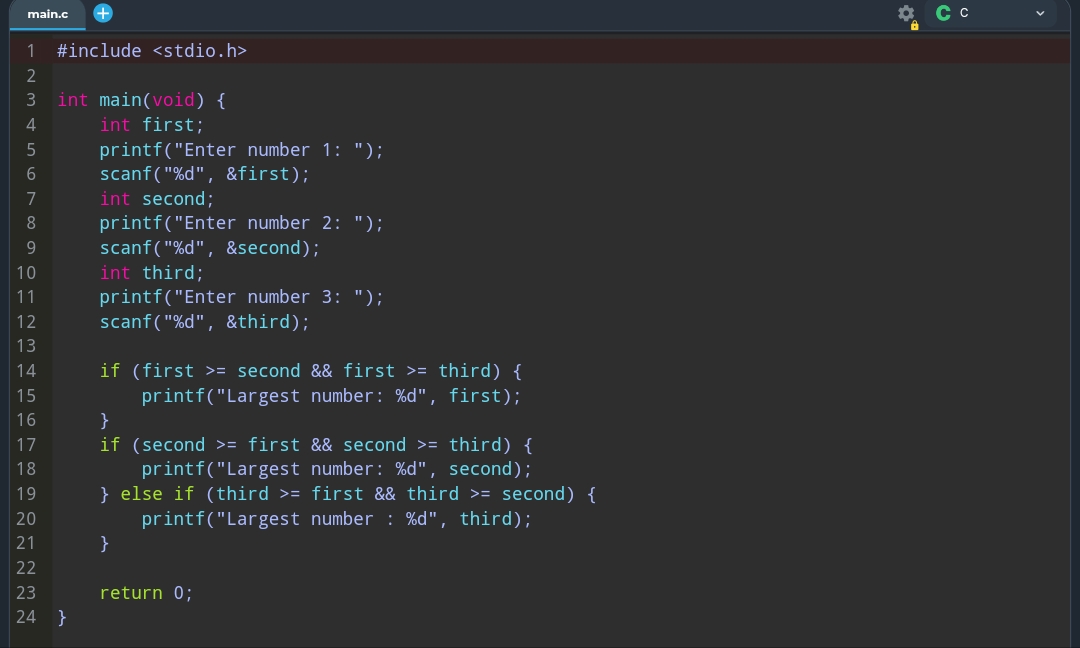 main.c
C
1 #include <stdio.h>
2
3 int main(void) {
4     int first;
5     printf("Enter number 1: ");
6     scanf("%d", &first);
7     int second;
8     printf("Enter number 2: ");
9     scanf("%d", &second);
10     int third;
11     printf("Enter number 3: ");
12     scanf("%d", &third);
13
14     if (first >= second && first >= third) {
15         printf("Largest number: %d", first);
16     }
17     if (second >= first && second >= third) {
18         printf("Largest number: %d", second);
19     } else if (third >= first && third >= second) {
20         printf("Largest number : %d", third);
21     }
22
23     return 0;
24 }